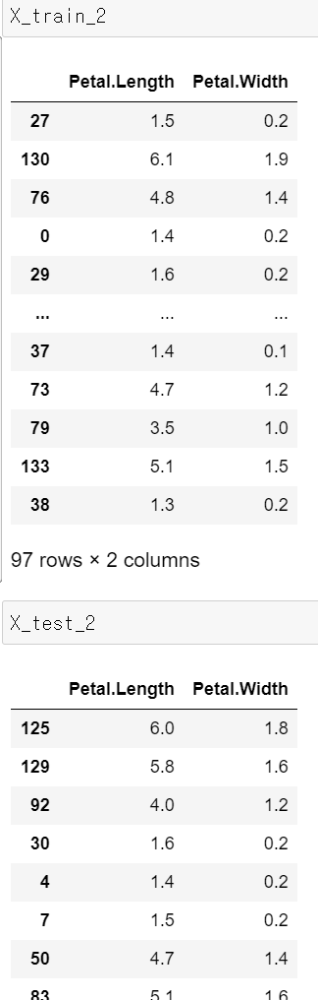 X_train_2
Petal.Length Petal.Width
27 1.5 0.2
130 6.1 1.9
76 4.8 1.4
0 1.4 0.2
29 1.6 0.2
... ... ...
37 1.4 0.1
73 4.7 1.2
79 3.5 1.0
133 5.1 1.5
38 1.3 0.2
97 rows × 2 columns
X_test_2
Petal.Length Petal.Width
125 6.0 1.8
129 5.8 1.6
92 4.0 1.2
30 1.6 0.2
4 1.4 0.2
7 1.5 0.2
50 4.7 1.4
83 5.1 1.6